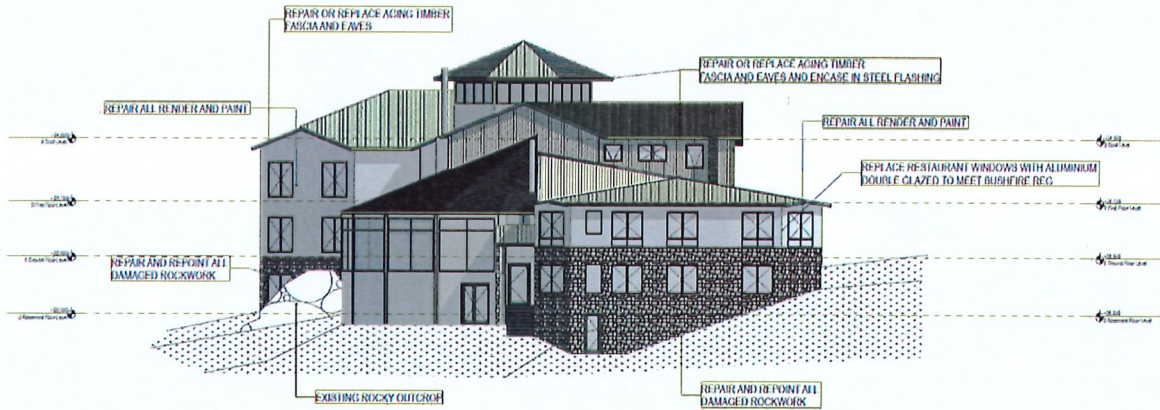 REPAIR OR REPLACE AGING TIMBER
FASCIA AND EAVES
REPAIR OR REPLACE AGING TIMBER
FASCIA AND EAVES AND ENCASE IN STEEL FLASHING
REPAIR ALL RENDER AND PAINT
REPAIR ALL RENDER AND PAINT
REPLACE RESTAURANT WINDOWS WITH ALUMINIUM
DOUBLE GLAZED TO MEET BUSHFIRE REG
REPAIR AND REPOINT ALL
DAMAGED ROCKWORK
EXISTING ROCKY OUTCROP
REPAIR AND REPOINT ALL
DAMAGED ROCKWORK